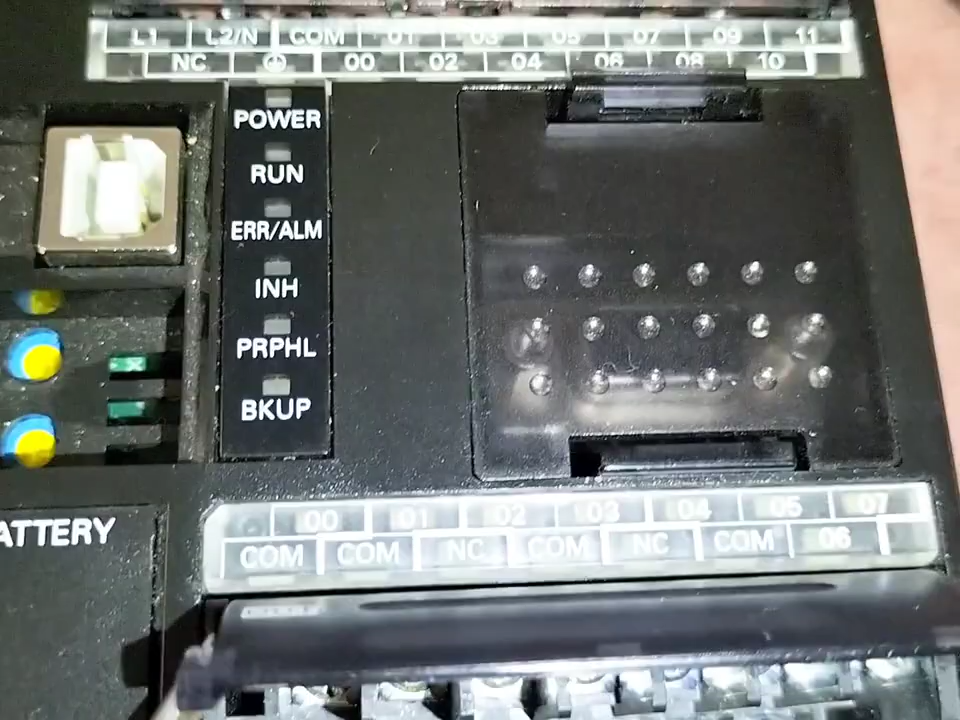 L1 L2/N COM 01 03 05 07 09 11
NC 00 02 04 06 08 10
POWER
RUN
ERR/ALM
INH
PRPHL
BKUP
ATTERY
00 01 02 03 04 05 07
COM COM NC COM NC COM 06